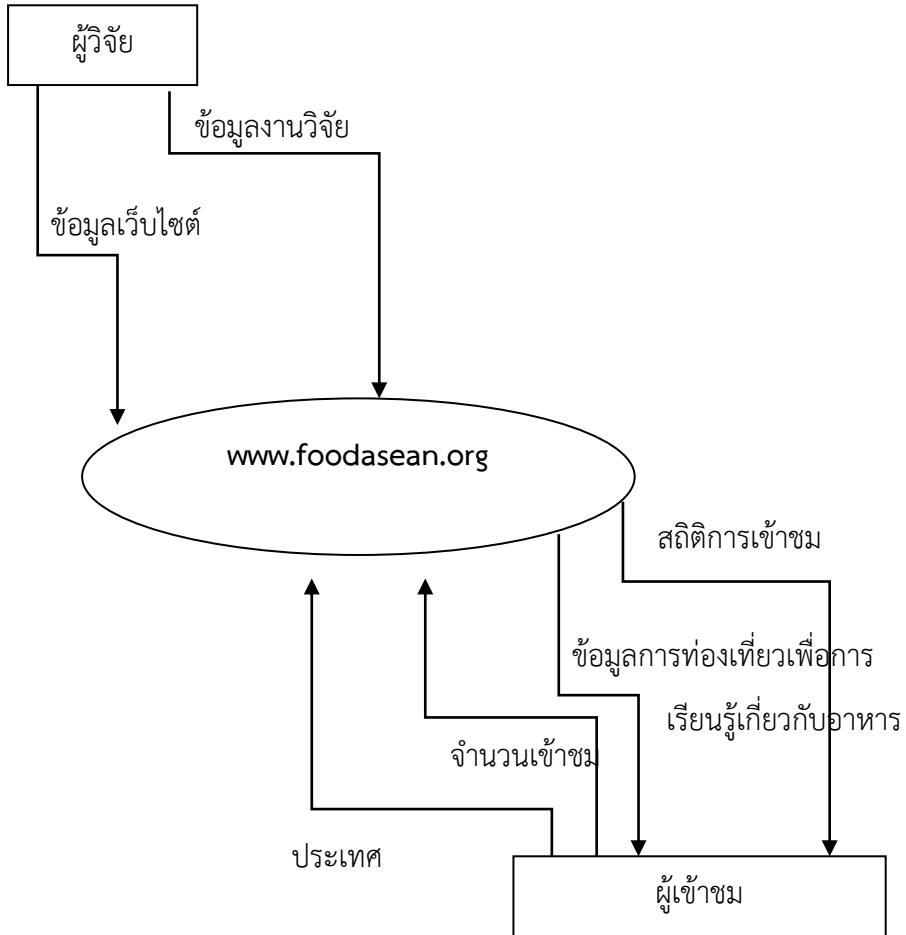 ผู้วิจัย
ข้อมูลงานวิจัย
ข้อมูลเว็บไซต์
www.foodasean.org
สถิติการเข้าชม
ข้อมูลการท่องเที่ยวเพื่อการ
เรียนรู้เกี่ยวกับอาหาร
จำนวนเข้าชม
ประเทศ
ผู้เข้าชม